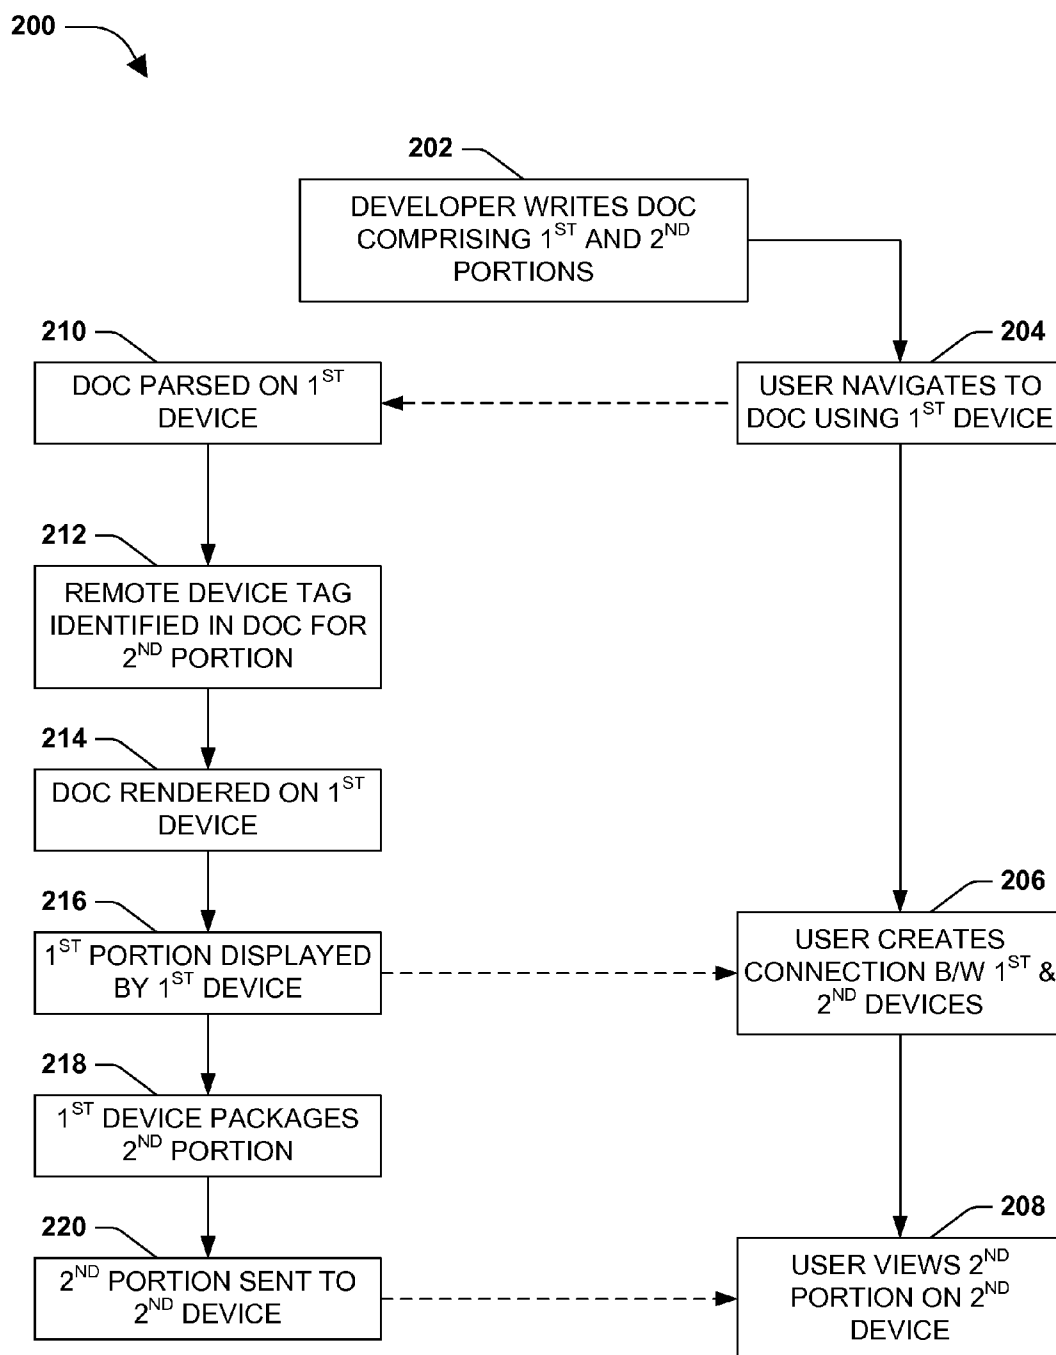 200
202
DEVELOPER WRITES DOC
COMPRISING 1ST AND 2ND
PORTIONS
210
DOC PARSED ON 1ST
DEVICE
204
USER NAVIGATES TO
DOC USING 1ST DEVICE
212
REMOTE DEVICE TAG
IDENTIFIED IN DOC FOR
2ND PORTION
214
DOC RENDERED ON 1ST
DEVICE
216
1ST PORTION DISPLAYED
BY 1ST DEVICE
206
USER CREATES
CONNECTION B/W 1ST &
2ND DEVICES
218
1ST DEVICE PACKAGES
2ND PORTION
220
2ND PORTION SENT TO
2ND DEVICE
208
USER VIEWS 2ND
PORTION ON 2ND
DEVICE